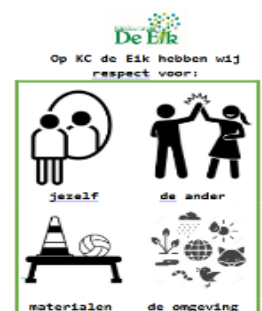 De Eik
Op KC de Eik hebben wij
respect voor:
jezelf
de ander
materialen
de omgeving